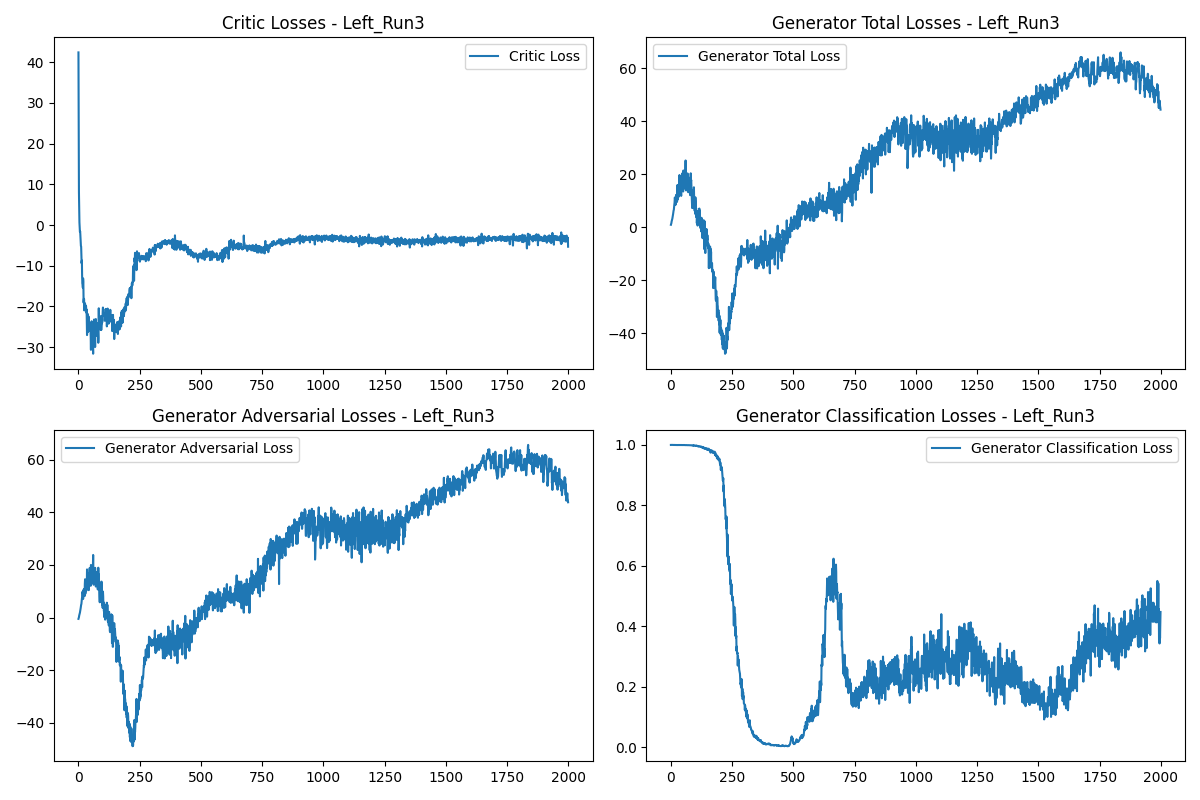 Critic Losses - Left_Run3
Critic Loss
40
30
20
10
0
−10
−20
−30
0 250 500 750 1000 1250 1500 1750 2000
Generator Total Losses - Left_Run3
Generator Total Loss
60
40
20
0
−20
−40
0 250 500 750 1000 1250 1500 1750 2000
Generator Adversarial Losses - Left_Run3
Generator Adversarial Loss
60
40
20
0
−20
−40
0 250 500 750 1000 1250 1500 1750 2000
Generator Classification Losses - Left_Run3
Generator Classification Loss
1.0
0.8
0.6
0.4
0.2
0.0
0 250 500 750 1000 1250 1500 1750 2000